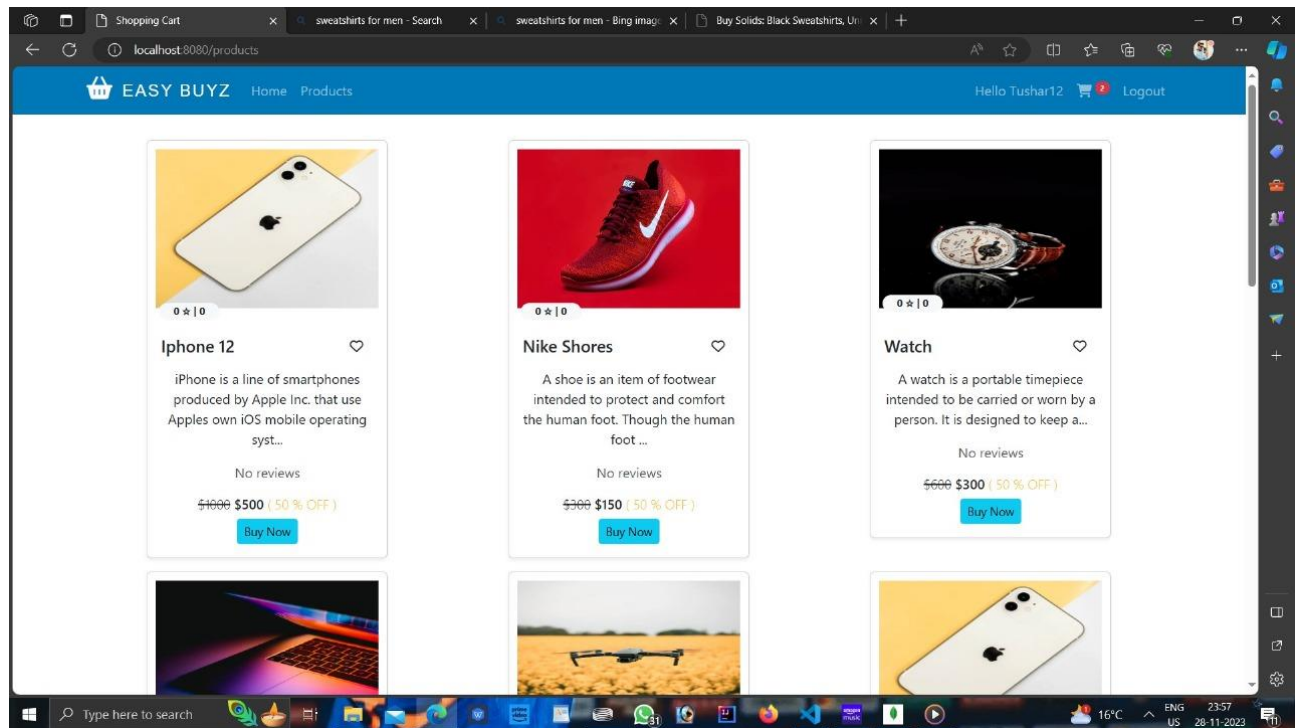 Shopping Cart
sweatshirts for men - Search
sweatshirts for men - Bing image
Buy Solids: Black Sweatshirts, Uni
localhost:8080/products
EASY BUYZ Home Products
Hello Tushar12 2 Logout
0 ☆ | 0
0 ☆ | 0
0 ☆ | 0
Iphone 12
iPhone is a line of smartphones
produced by Apple Inc. that use
Apples own iOS mobile operating
syst...
No reviews
$1000 $500 ( 50 % OFF )
Buy Now
Nike Shores
A shoe is an item of footwear
intended to protect and comfort
the human foot. Though the human
foot ...
No reviews
$300 $150 ( 50 % OFF )
Buy Now
Watch
A watch is a portable timepiece
intended to be carried or worn by a
person. It is designed to keep a...
No reviews
$600 $300 ( 50 % OFF )
Buy Now
Type here to search
31
16°C
ENG
US
23:57
28-11-2023